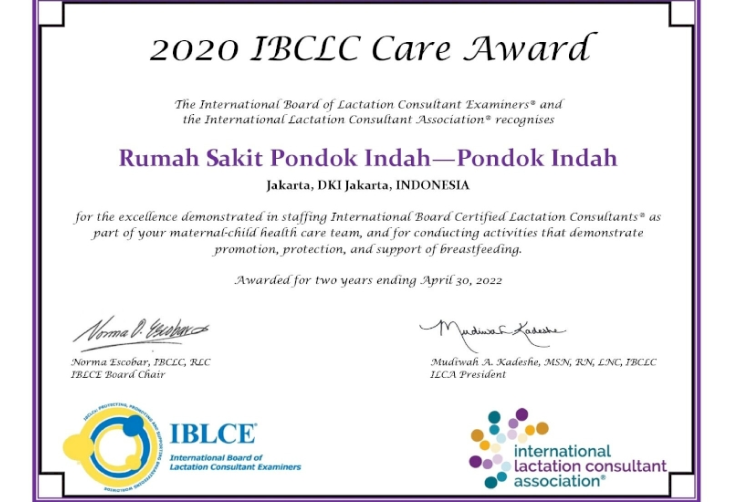 2020 IBCLC Care Award
The International Board of Lactation Consultant Examiners® and
the International Lactation Consultant Association® recognises
Rumah Sakit Pondok Indah—Pondok Indah
Jakarta, DKI Jakarta, INDONESIA
for the excellence demonstrated in staffing International Board Certified Lactation Consultants® as
part of your maternal-child health care team, and for conducting activities that demonstrate
promotion, protection, and support of breastfeeding.
Awarded for two years ending April 30, 2022
Norma O. Escobar
Mudiwah A. Kadeshe
Norma Escobar, IBCLC, RLC
IBLCE Board Chair
Mudiwah A. Kadeshe, MSN, RN, LNC, IBCLC
ILCA President
IBLCE®
International Board of
Lactation Consultant Examiners
international
lactation consultant
association®